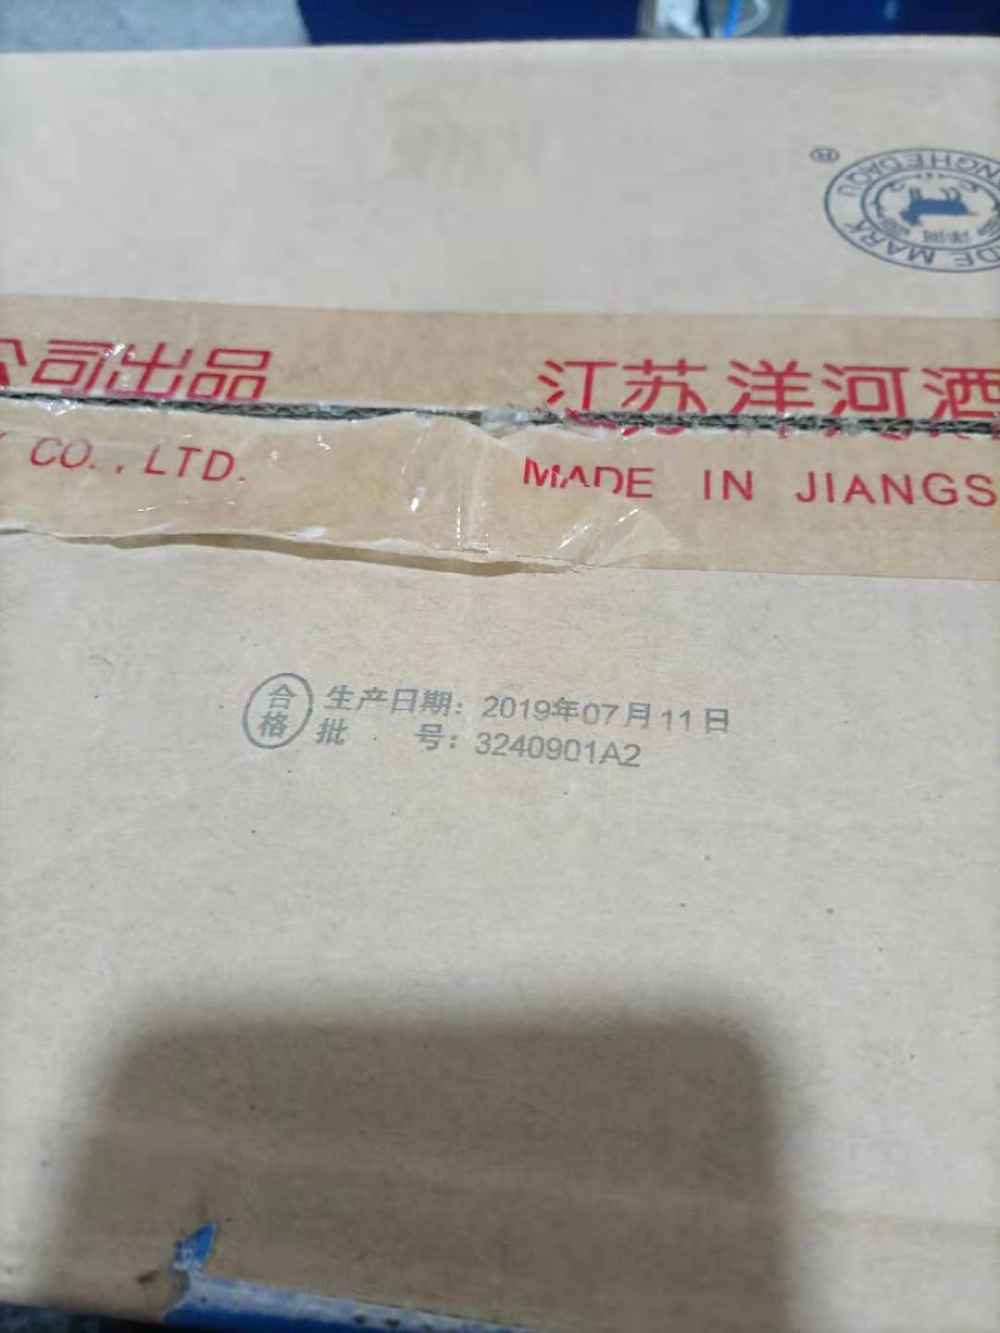 ®
公司出品 江苏洋河酒
CO., LTD. MADE IN JIANGS
合格 生产日期: 2019年07月11日
批 号: 3240901A2